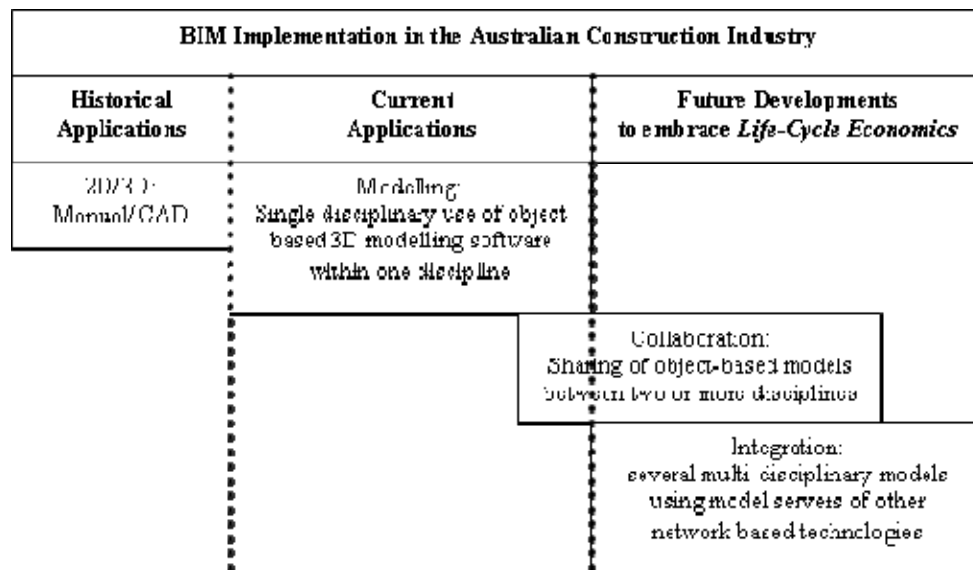 BIM Implementation in the Australian Construction Industry
Historical
Applications
Current
Applications
Future Developments
to embrace Life-Cycle Economics
2D/3D:
Manual/CAD
Modelling:
Single disciplinary use of object
based 3D modelling software
within one discipline
Collaboration:
Sharing of object-based models
between two or more disciplines
Integration:
several multi disciplinary models
using model servers of other
network based technologies